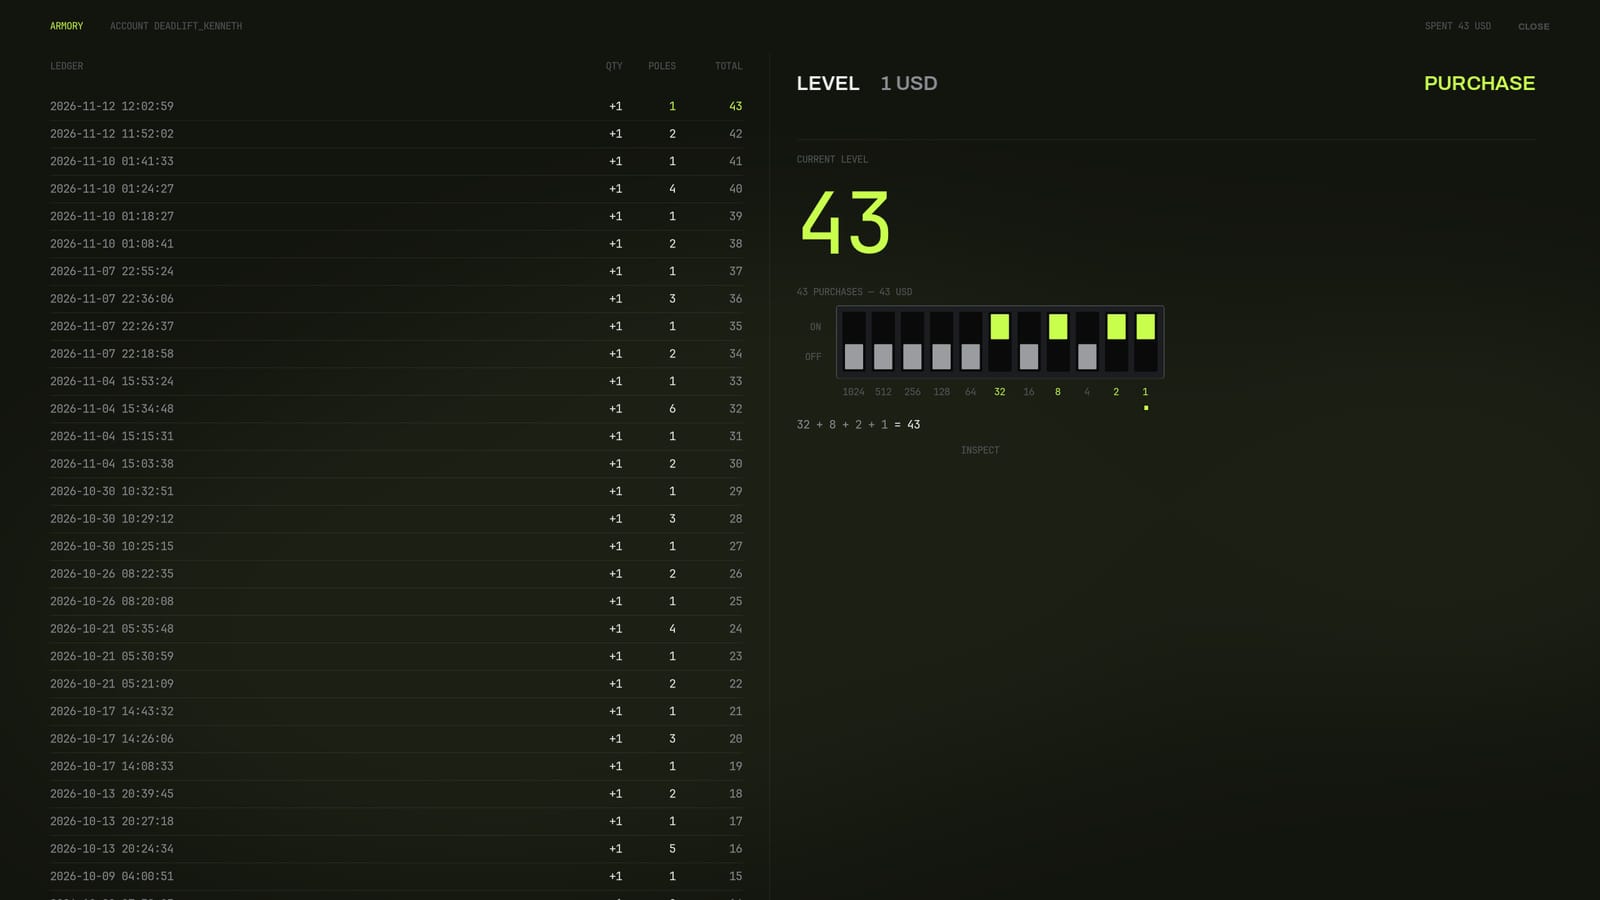 ARMORY ACCOUNT DEADLIFT_KENNETH SPENT 43 USD CLOSE
LEDGER QTY POLES TOTAL
2026-11-12 12:02:59 +1 1 43
2026-11-12 11:52:02 +1 2 42
2026-11-10 01:41:33 +1 1 41
2026-11-10 01:24:27 +1 4 40
2026-11-10 01:18:27 +1 1 39
2026-11-10 01:08:41 +1 2 38
2026-11-07 22:55:24 +1 1 37
2026-11-07 22:36:06 +1 3 36
2026-11-07 22:26:37 +1 1 35
2026-11-07 22:18:58 +1 2 34
2026-11-04 15:53:24 +1 1 33
2026-11-04 15:34:48 +1 6 32
2026-11-04 15:15:31 +1 1 31
2026-11-04 15:03:38 +1 2 30
2026-10-30 10:32:51 +1 1 29
2026-10-30 10:29:12 +1 3 28
2026-10-30 10:25:15 +1 1 27
2026-10-26 08:22:35 +1 2 26
2026-10-26 08:20:08 +1 1 25
2026-10-21 05:35:48 +1 4 24
2026-10-21 05:30:59 +1 1 23
2026-10-21 05:21:09 +1 2 22
2026-10-17 14:43:32 +1 1 21
2026-10-17 14:26:06 +1 3 20
2026-10-17 14:08:33 +1 1 19
2026-10-13 20:39:45 +1 2 18
2026-10-13 20:27:18 +1 1 17
2026-10-13 20:24:34 +1 5 16
2026-10-09 04:00:51 +1 1 15
LEVEL 1 USD PURCHASE
CURRENT LEVEL
43
43 PURCHASES — 43 USD
ON
OFF
1024 512 256 128 64 32 16 8 4 2 1
32 + 8 + 2 + 1 = 43
INSPECT